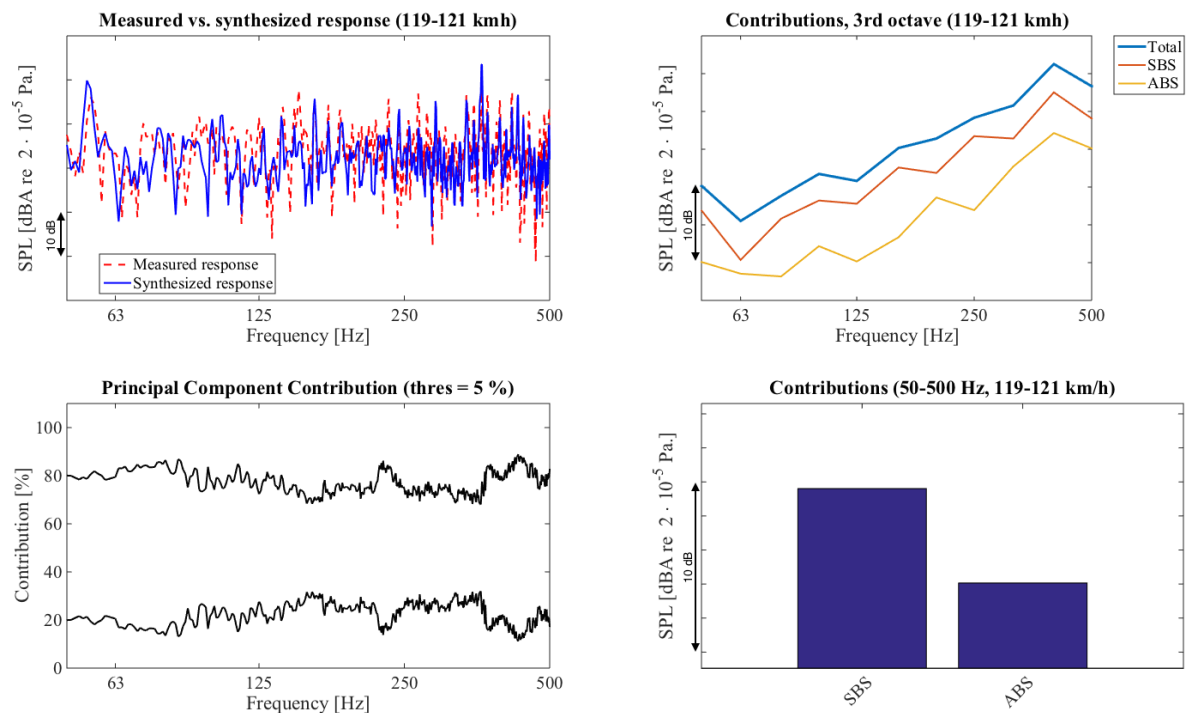 Measured vs. synthesized response (119-121 kmh)
SPL [dBA re 2 · 10⁻⁵ Pa.]
10 dB
Measured response
Synthesized response
63 125 250 500
Frequency [Hz]
Contributions, 3rd octave (119-121 kmh)
SPL [dBA re 2 · 10⁻⁵ Pa.]
10 dB
Total
SBS
ABS
63 125 250 500
Frequency [Hz]
Principal Component Contribution (thres = 5 %)
Contribution [%]
100
80
60
40
20
0
63 125 250 500
Frequency [Hz]
Contributions (50-500 Hz, 119-121 km/h)
SPL [dBA re 2 · 10⁻⁵ Pa.]
10 dB
SBS
ABS